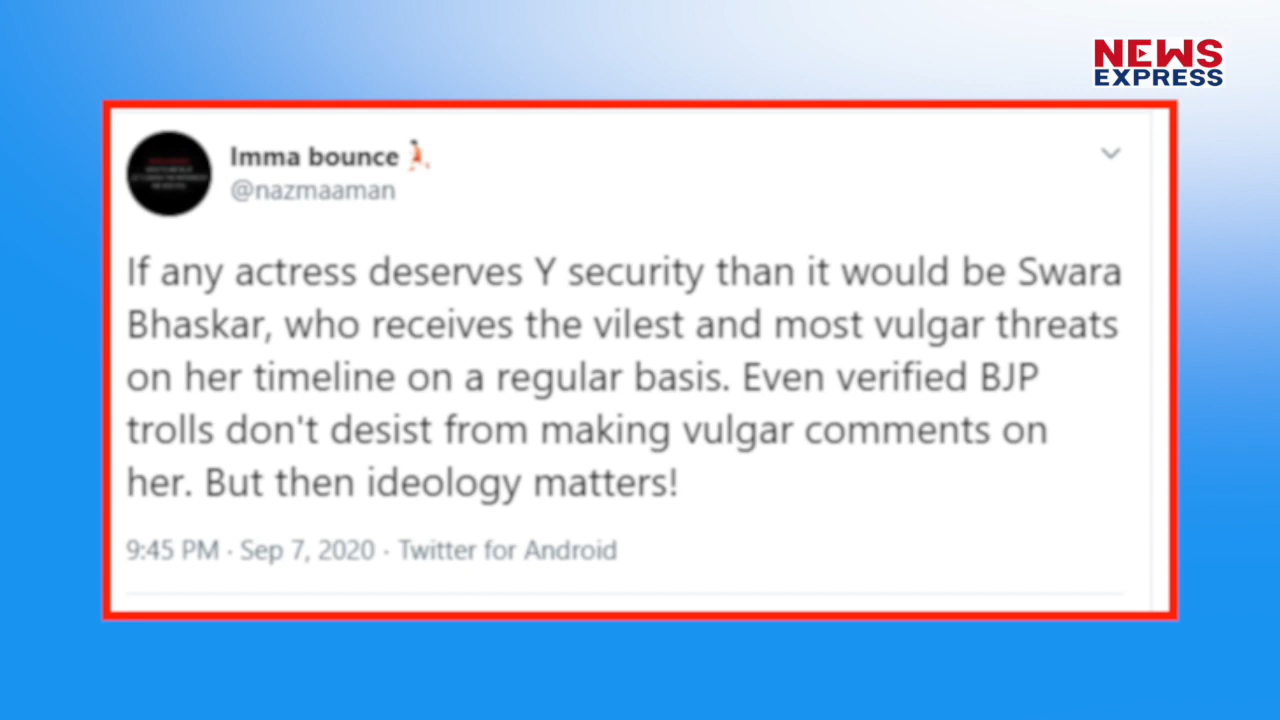 NEWS
EXPRESS
Imma bounce
@nazmaaman
If any actress deserves Y security than it would be Swara
Bhaskar, who receives the vilest and most vulgar threats
on her timeline on a regular basis. Even verified BJP
trolls don't desist from making vulgar comments on
her. But then ideology matters!
9:45 PM · Sep 7, 2020 · Twitter for Android